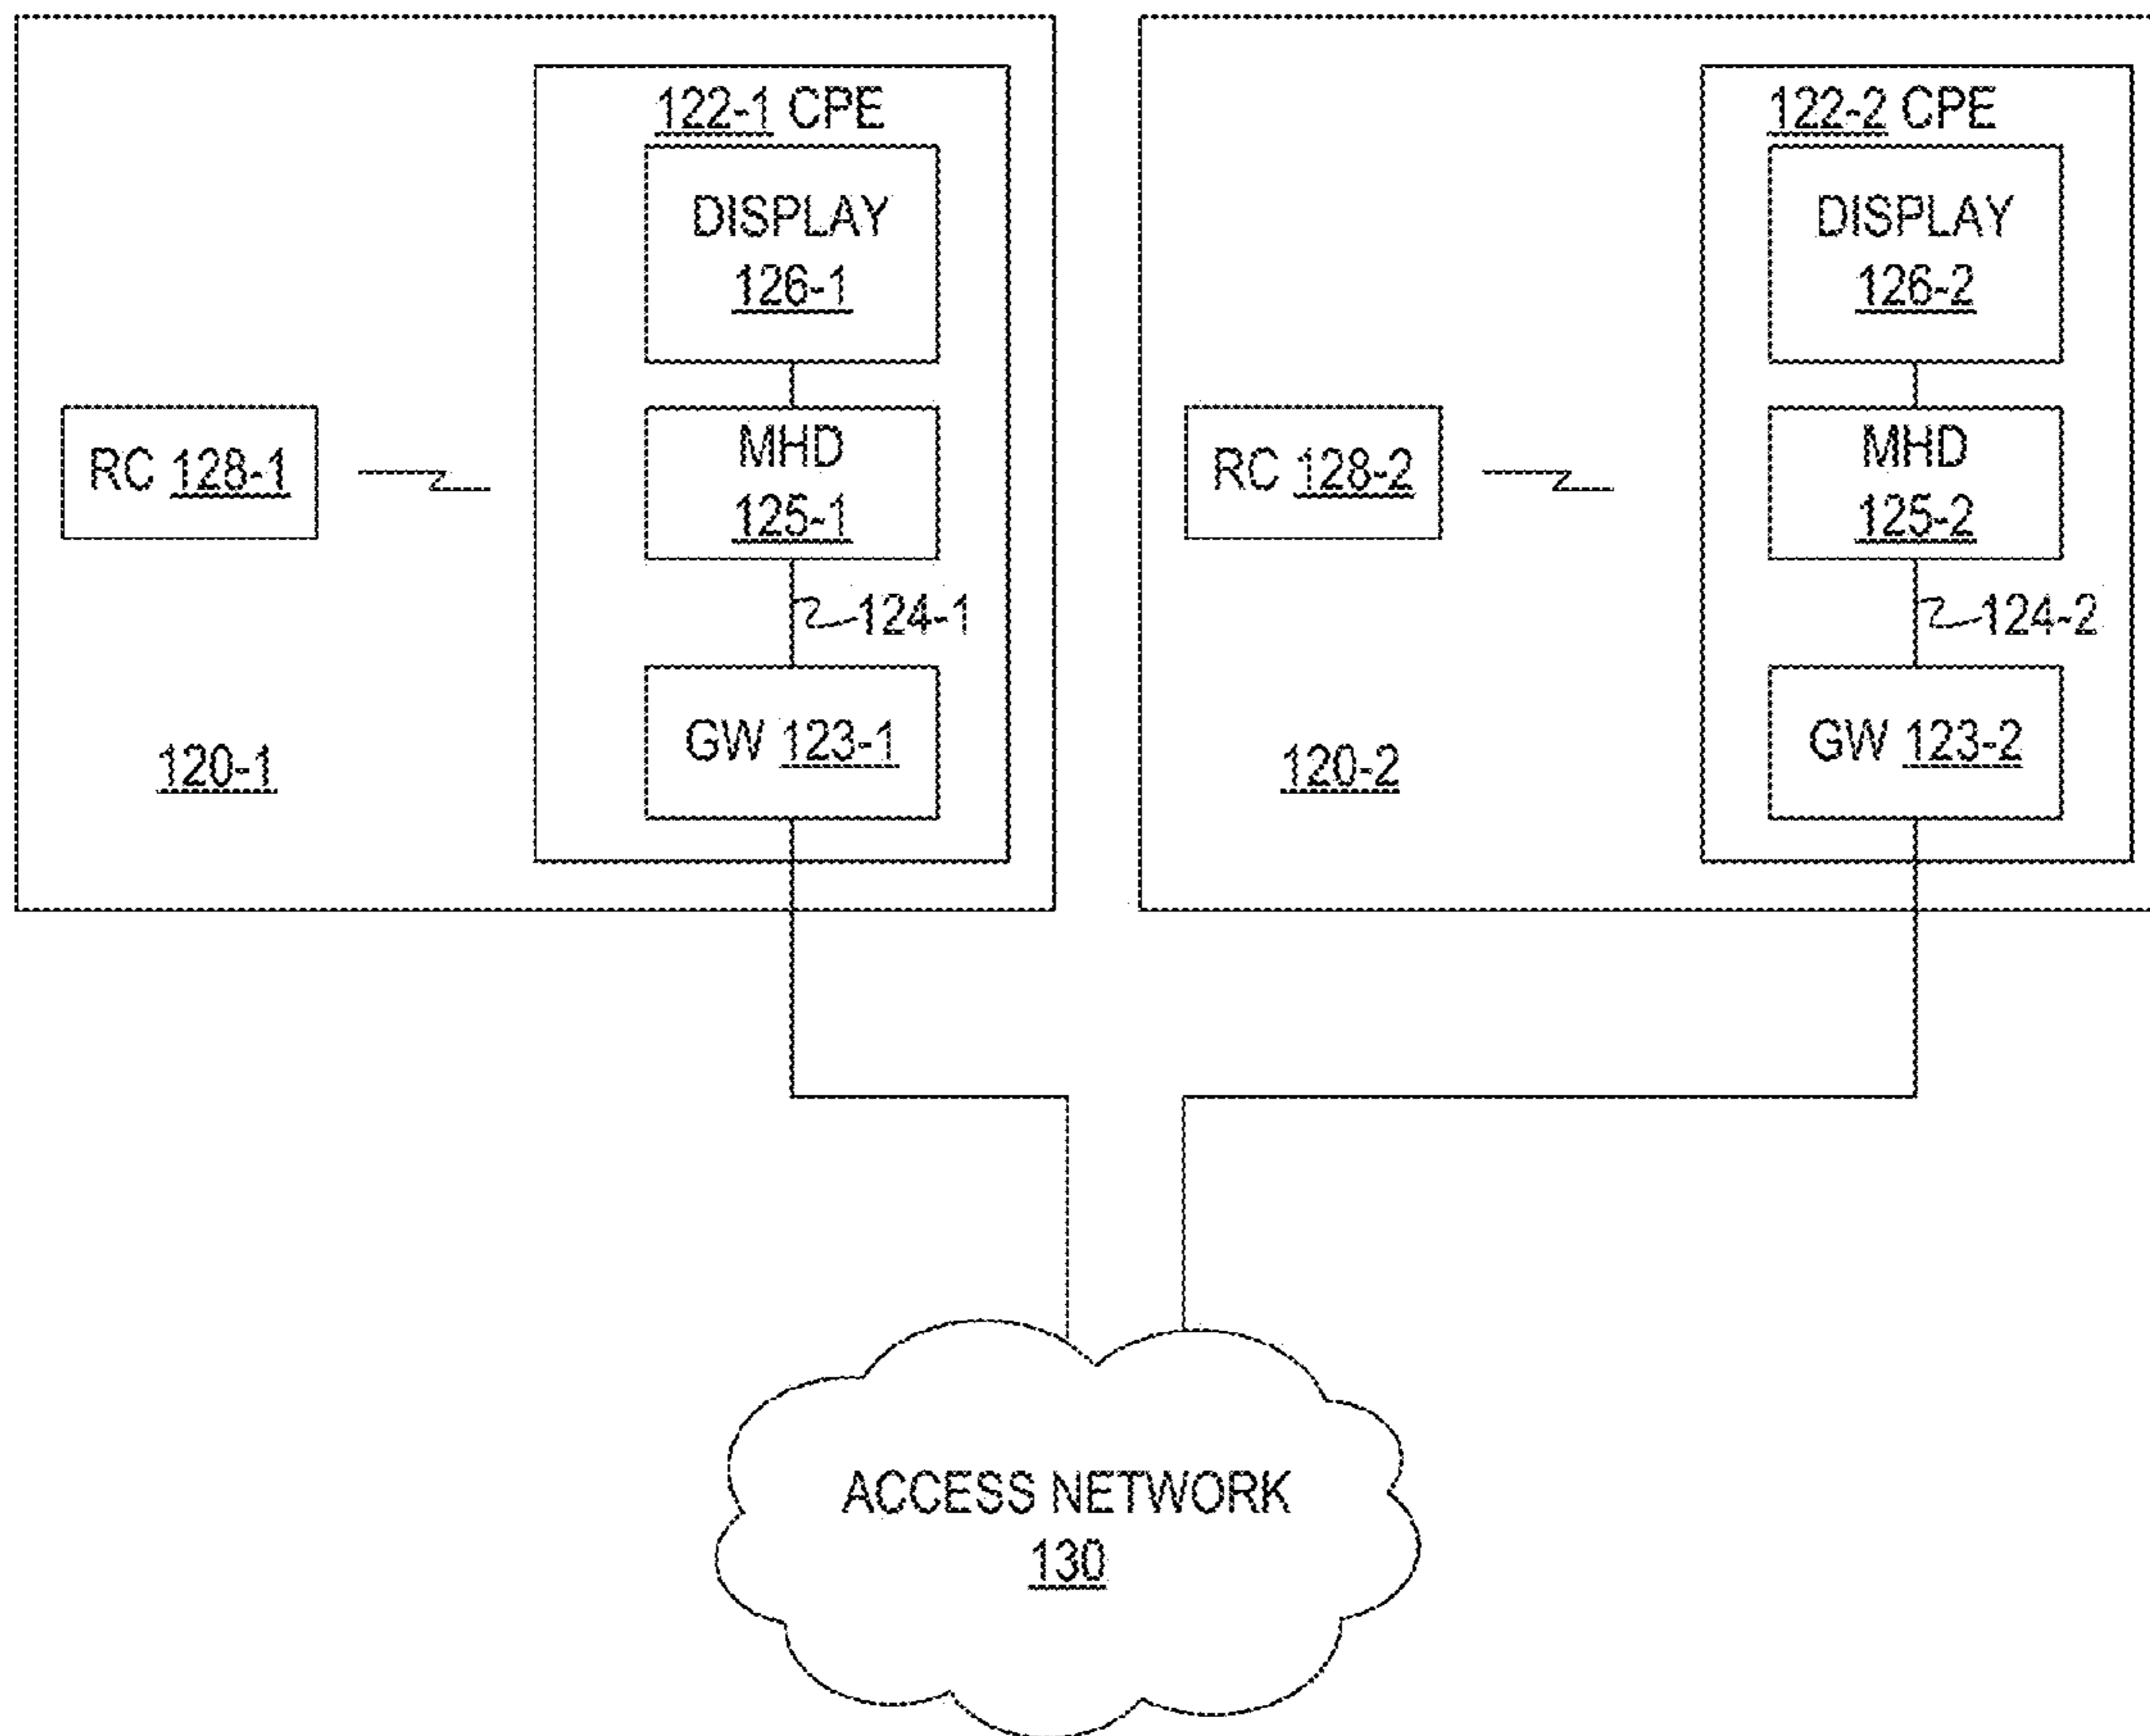 122-1 CPE
DISPLAY
126-1
RC 128-1
MHD
125-1
124-1
GW 123-1
120-1
122-2 CPE
DISPLAY
126-2
RC 128-2
MHD
125-2
124-2
GW 123-2
120-2
ACCESS NETWORK
130